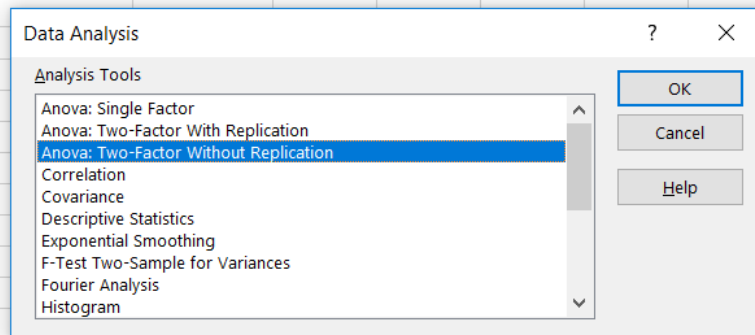 Data Analysis
?
Analysis Tools
Anova: Single Factor
Anova: Two-Factor With Replication
Anova: Two-Factor Without Replication
Correlation
Covariance
Descriptive Statistics
Exponential Smoothing
F-Test Two-Sample for Variances
Fourier Analysis
Histogram
OK
Cancel
Help